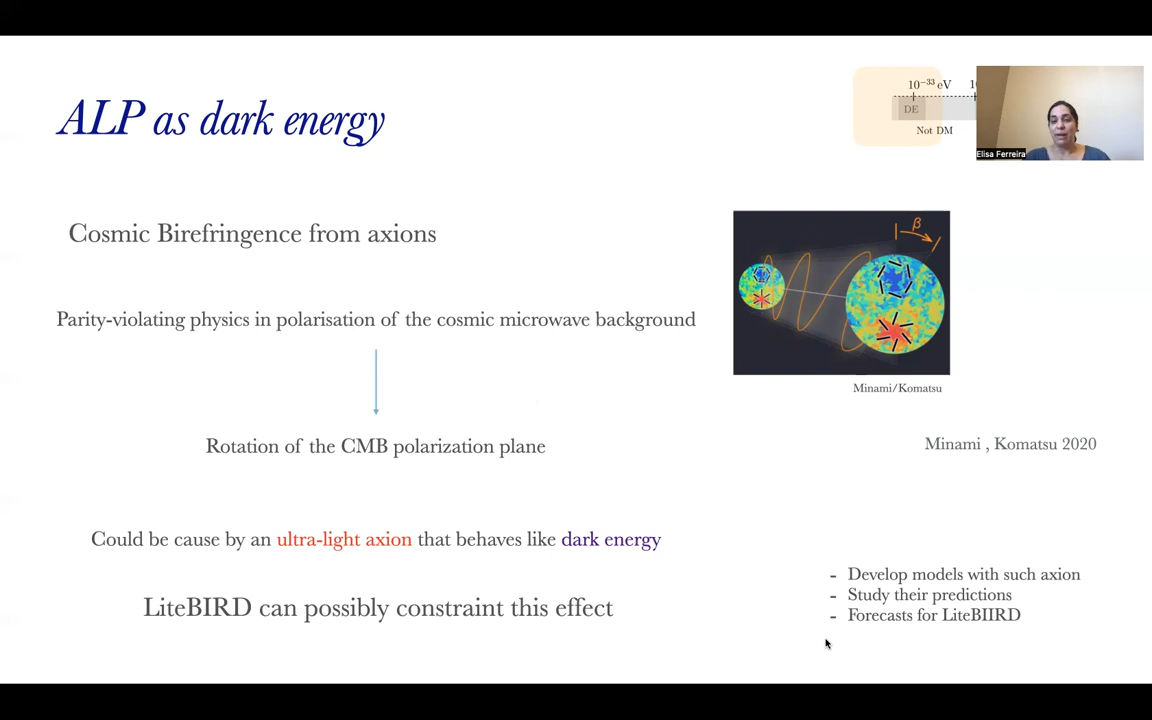 ALP as dark energy
10⁻³³ eV
DE
Not DM
Elisa Ferreira
Cosmic Birefringence from axions
β
Parity-violating physics in polarisation of the cosmic microwave background
Minami/Komatsu
Rotation of the CMB polarization plane
Minami , Komatsu 2020
Could be cause by an ultra-light axion that behaves like dark energy
LiteBIRD can possibly constraint this effect
- Develop models with such axion
- Study their predictions
- Forecasts for LiteBIIRD